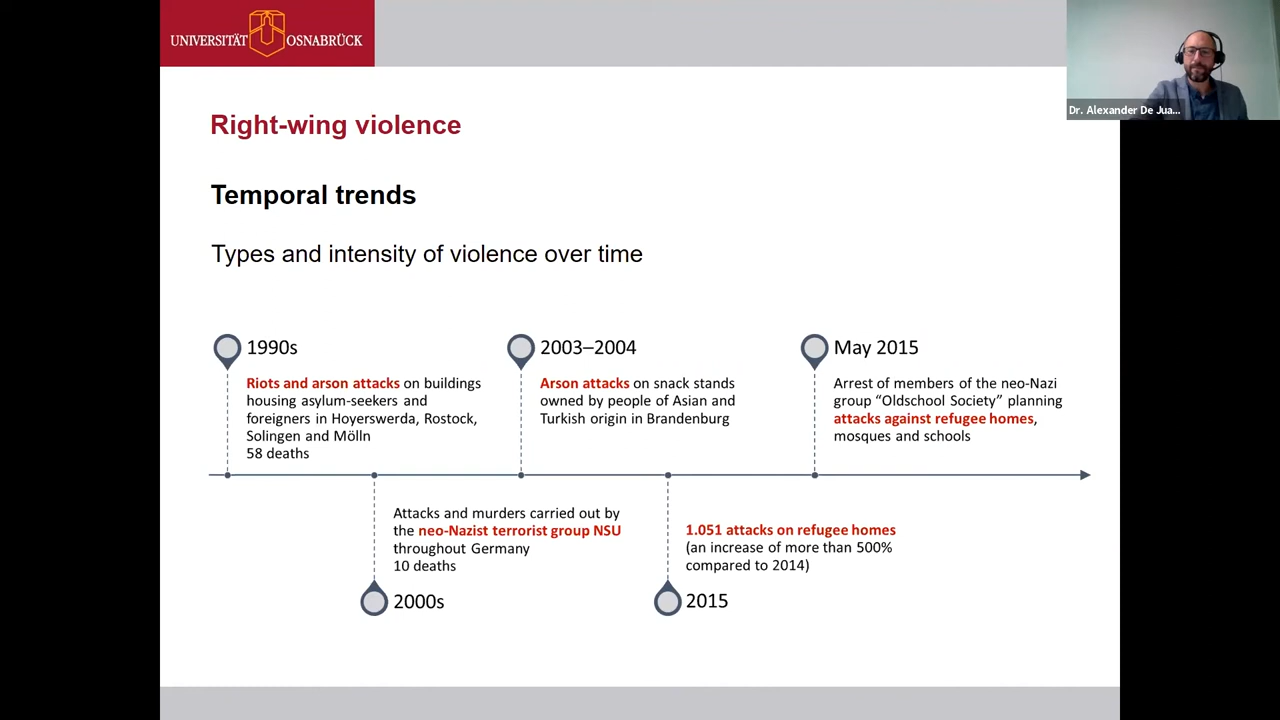 UNIVERSITÄT OSNABRÜCK
Dr. Alexander De Jua...
Right-wing violence
Temporal trends
Types and intensity of violence over time
1990s
Riots and arson attacks on buildings
housing asylum-seekers and
foreigners in Hoyerswerda, Rostock,
Solingen and Mölln
58 deaths
2003–2004
Arson attacks on snack stands
owned by people of Asian and
Turkish origin in Brandenburg
May 2015
Arrest of members of the neo-Nazi
group “Oldschool Society” planning
attacks against refugee homes,
mosques and schools
Attacks and murders carried out by
the neo-Nazist terrorist group NSU
throughout Germany
10 deaths
2000s
1.051 attacks on refugee homes
(an increase of more than 500%
compared to 2014)
2015